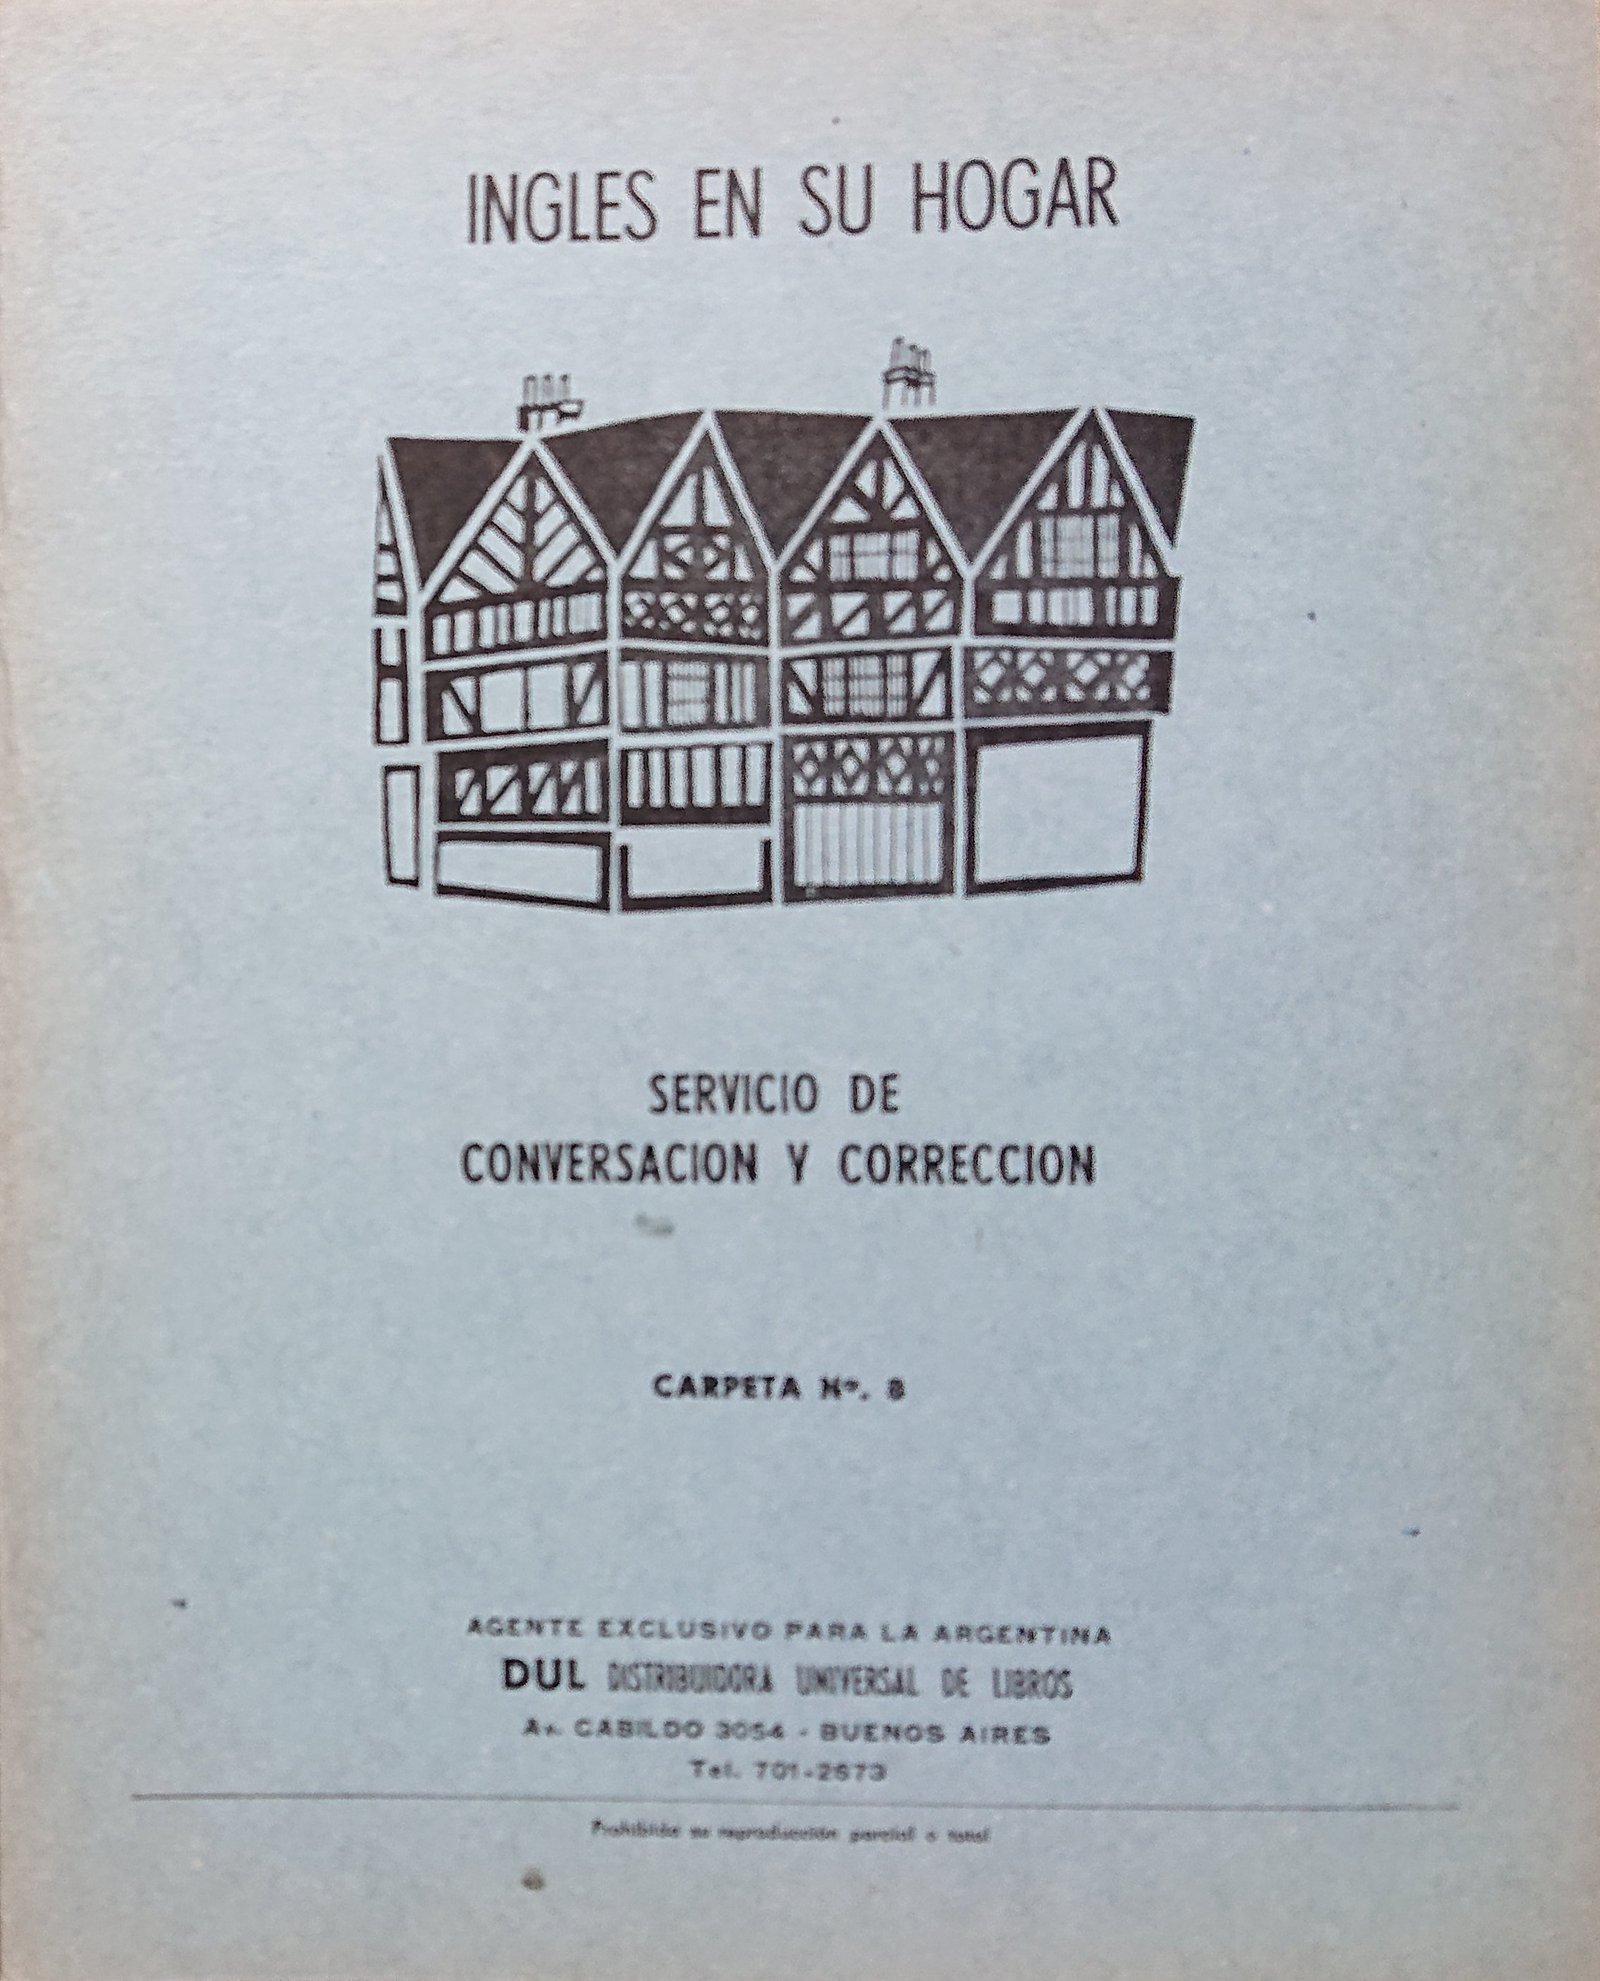 INGLES EN SU HOGAR
SERVICIO DE
CONVERSACION Y CORRECCION
CARPETA Nº. 8
AGENTE EXCLUSIVO PARA LA ARGENTINA
DUL DISTRIBUIDORA UNIVERSAL DE LIBROS
Av. CABILDO 3054 - BUENOS AIRES
Tel. 701-2673
Prohibida su reproducción parcial o total